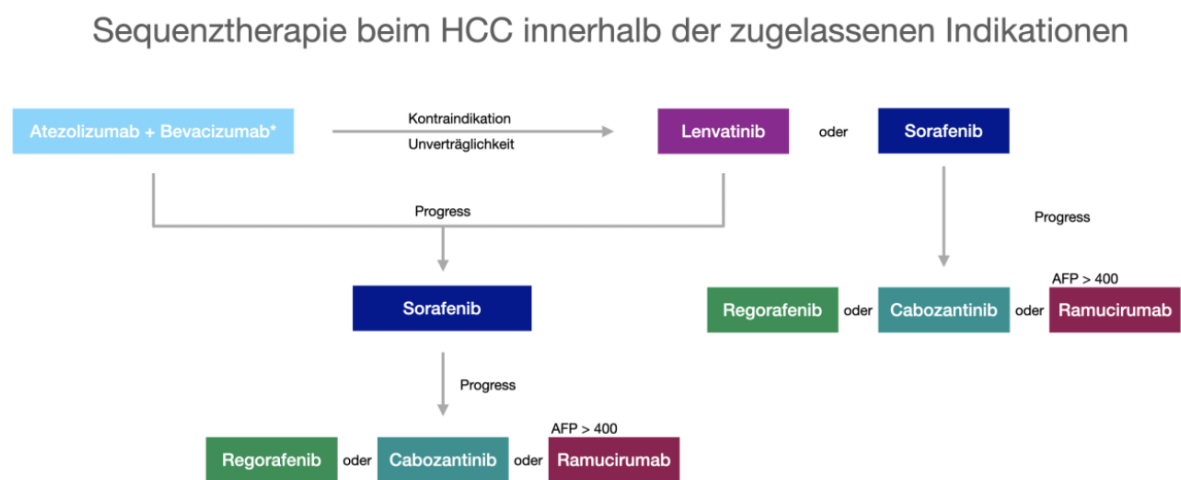 Sequenztherapie beim HCC innerhalb der zugelassenen Indikationen
Atezolizumab + Bevacizumab*
Kontraindikation
Unverträglichkeit
Lenvatinib
oder
Sorafenib
Progress
Progress
Sorafenib
AFP > 400
Regorafenib oder Cabozantinib oder Ramucirumab
Progress
AFP > 400
Regorafenib oder Cabozantinib oder Ramucirumab